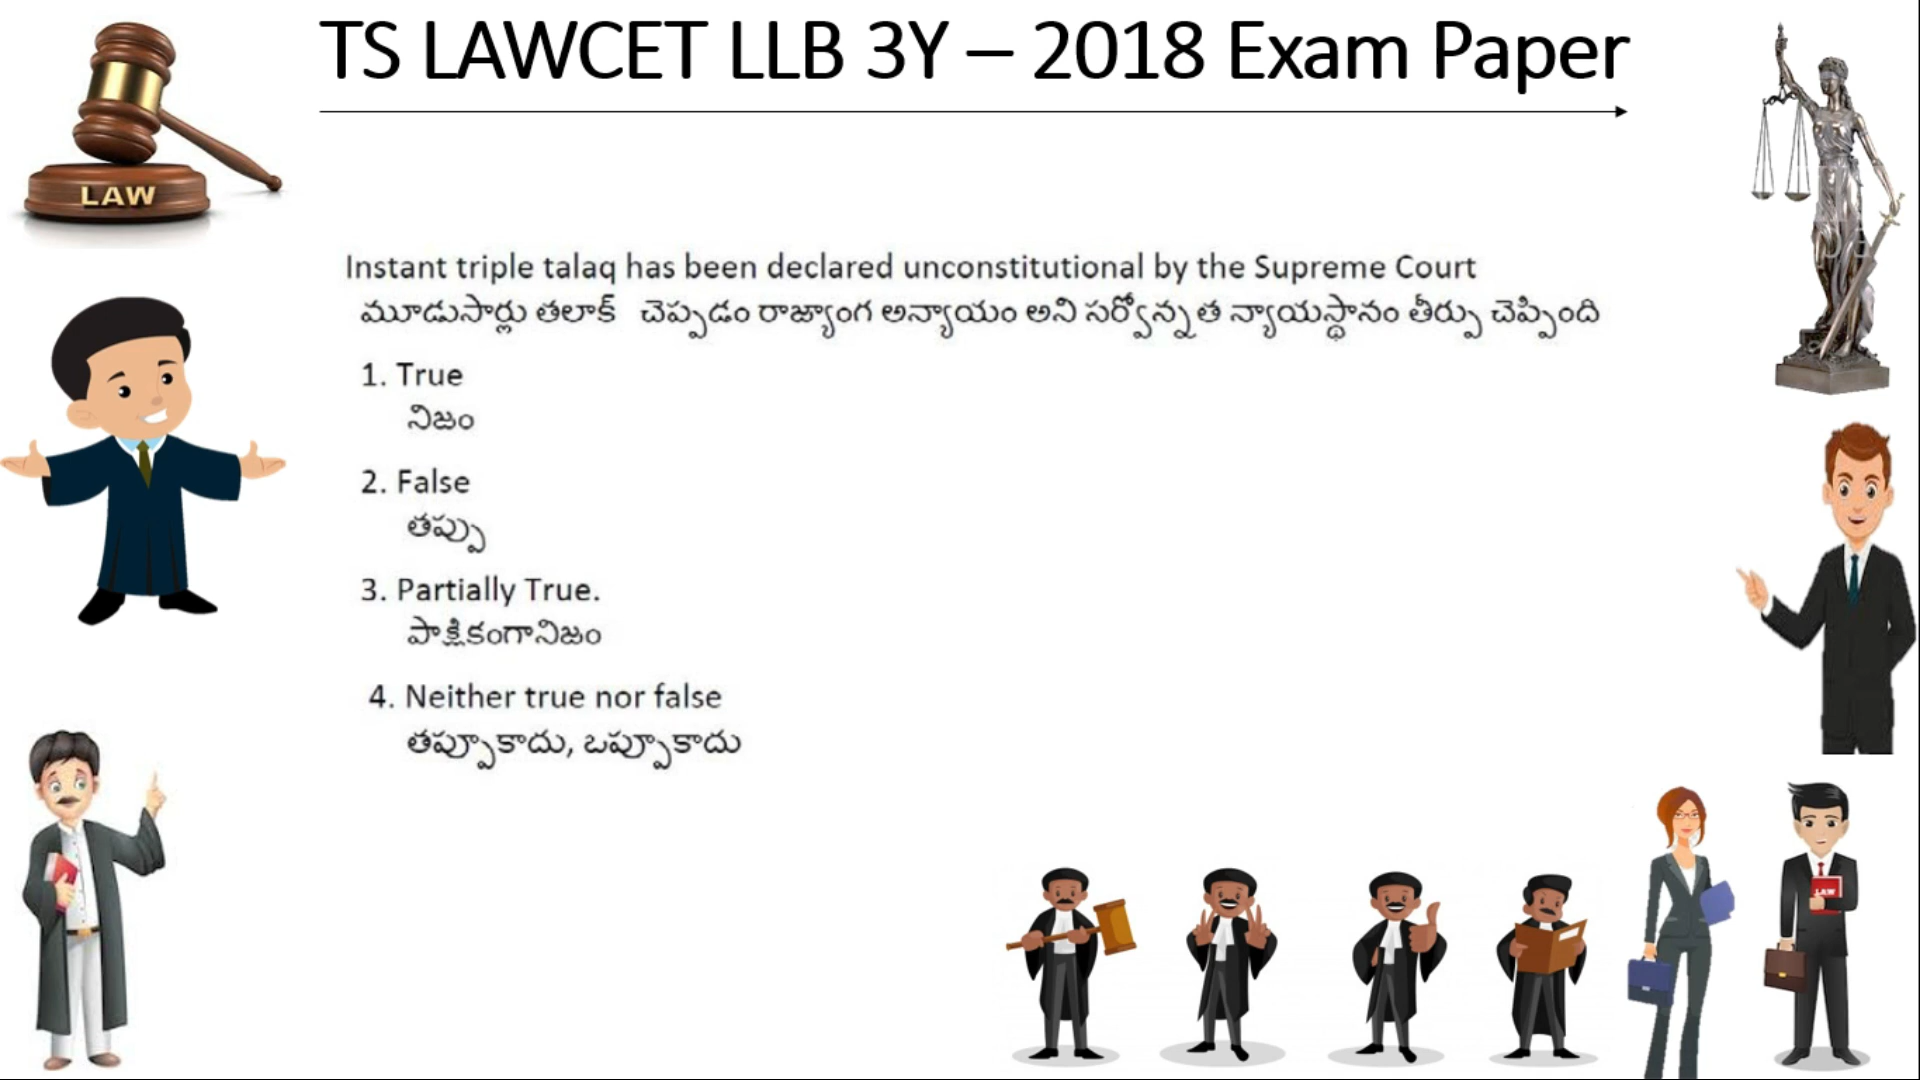 TS LAWCET LLB 3Y – 2018 Exam Paper
LAW
Instant triple talaq has been declared unconstitutional by the Supreme Court
మూడుసార్లు తలాక్ చెప్పడం రాజ్యాంగ అన్యాయం అని సర్వోన్నత న్యాయస్థానం తీర్పు చెప్పింది
1. True
నిజం
2. False
తప్పు
3. Partially True.
పాక్షికంగానిజం
4. Neither true nor false
తప్పూకాదు, ఒప్పూకాదు
LAW